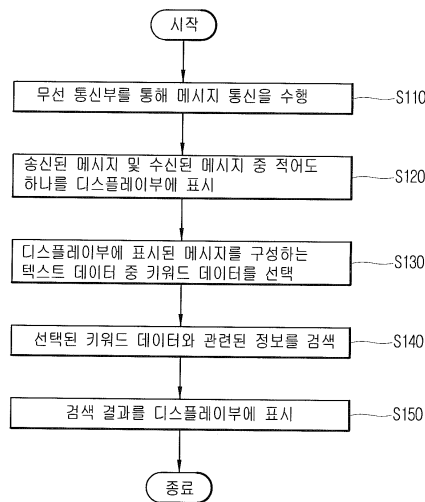 시작
무선 통신부를 통해 메시지 통신을 수행
S110
송신된 메시지 및 수신된 메시지 중 적어도
하나를 디스플레이부에 표시
S120
디스플레이부에 표시된 메시지를 구성하는
텍스트 데이터 중 키워드 데이터를 선택
S130
선택된 키워드 데이터와 관련된 정보를 검색
S140
검색 결과를 디스플레이부에 표시
S150
종료